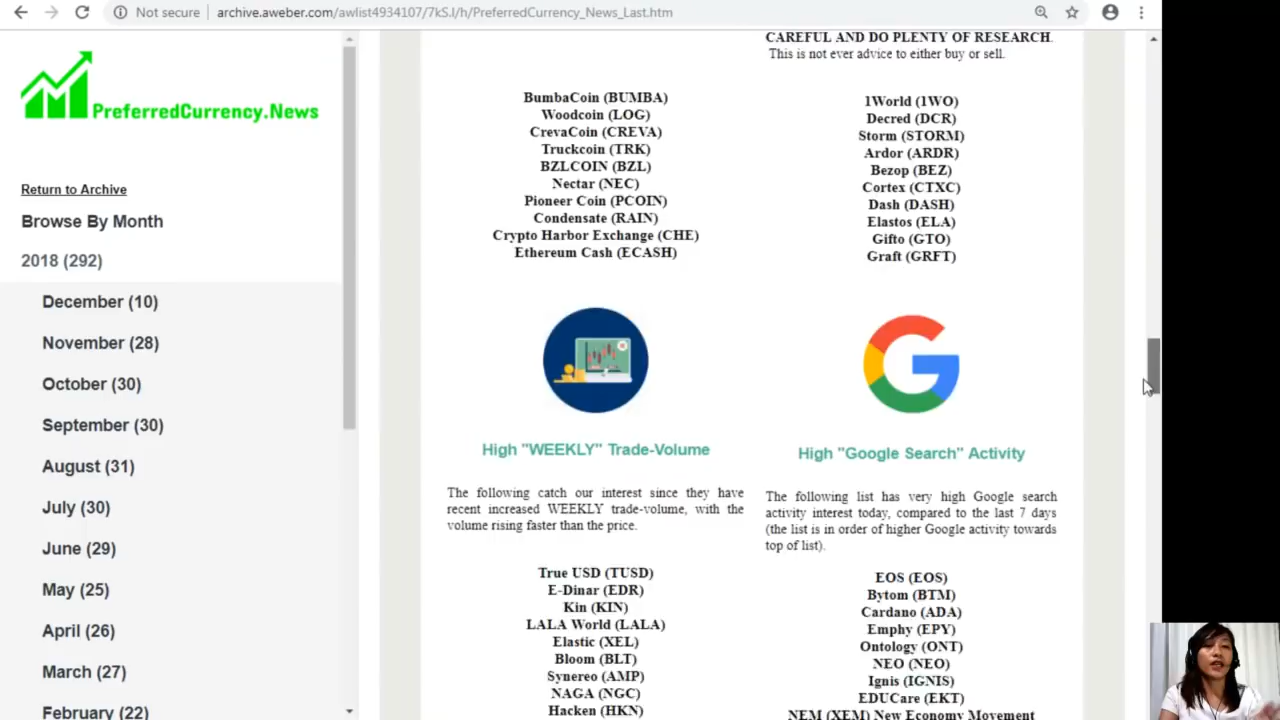 Not secure
archive.aweber.com/awlist4934107/7kS.l/h/PreferredCurrency_News_Last.htm
PreferredCurrency.News
Return to Archive
Browse By Month
2018 (292)
December (10)
November (28)
October (30)
September (30)
August (31)
July (30)
June (29)
May (25)
April (26)
March (27)
February (22)
BumbaCoin (BUMBA)
Woodcoin (LOG)
CrevaCoin (CREVA)
Truckcoin (TRK)
BZLCOIN (BZL)
Nectar (NEC)
Pioneer Coin (PCOIN)
Condensate (RAIN)
Crypto Harbor Exchange (CHE)
Ethereum Cash (ECASH)
High "WEEKLY" Trade-Volume
The following catch our interest since they have
recent increased WEEKLY trade-volume, with the
volume rising faster than the price.
True USD (TUSD)
E-Dinar (EDR)
Kin (KIN)
LALA World (LALA)
Elastic (XEL)
Bloom (BLT)
Synereo (AMP)
NAGA (NGC)
Hacken (HKN)
CAREFUL AND DO PLENTY OF RESEARCH.
This is not ever advice to either buy or sell.
1World (1WO)
Decred (DCR)
Storm (STORM)
Ardor (ARDR)
Bezop (BEZ)
Cortex (CTXC)
Dash (DASH)
Elastos (ELA)
Gifto (GTO)
Graft (GRFT)
High "Google Search" Activity
The following list has very high Google search
activity interest today, compared to the last 7 days
(the list is in order of higher Google activity towards
top of list).
EOS (EOS)
Bytom (BTM)
Cardano (ADA)
Emphy (EPY)
Ontology (ONT)
NEO (NEO)
Ignis (IGNIS)
EDUCare (EKT)
NEM (XEM) New Economy Movement